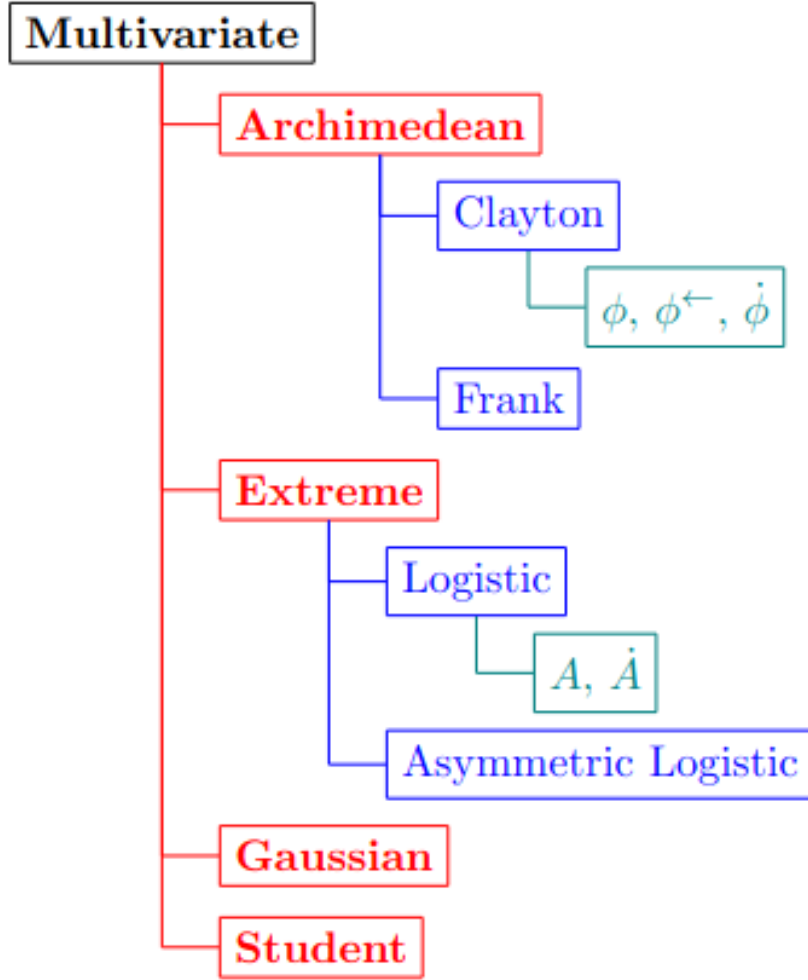 Multivariate
Archimedean
Clayton
ϕ, ϕ←, ϕ̇
Frank
Extreme
Logistic
A, Ȧ
Asymmetric Logistic
Gaussian
Student